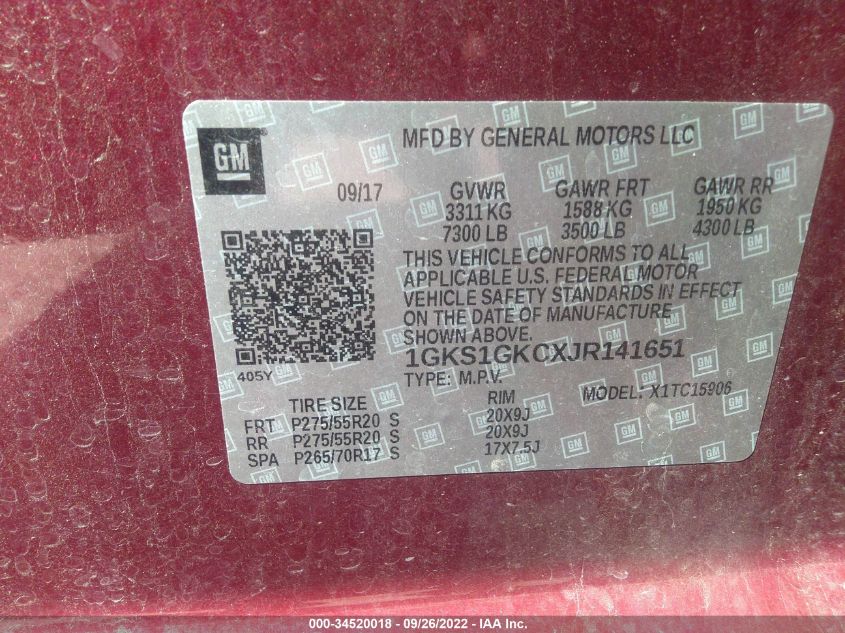 GM
MFD BY GENERAL MOTORS LLC
09/17 GVWR GAWR FRT GAWR RR
3311 KG 1588 KG 1950 KG
7300 LB 3500 LB 4300 LB
THIS VEHICLE CONFORMS TO ALL
APPLICABLE U.S. FEDERAL MOTOR
VEHICLE SAFETY STANDARDS IN EFFECT
ON THE DATE OF MANUFACTURE
SHOWN ABOVE.
1GKS1GKCXJR141651
405Y TYPE: M.P.V. MODEL: X1TC15906
TIRE SIZE RIM
FRT P275/55R20 S 20X9J
RR P275/55R20 S 20X9J
SPA P265/70R17 S 17X7.5J
000-34520018 - 09/26/2022 - IAA Inc.